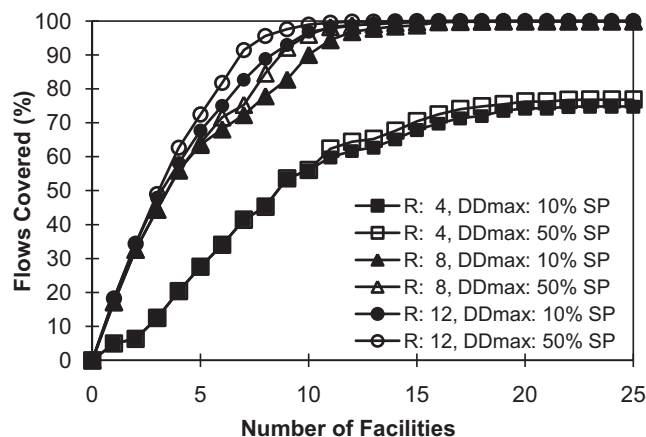 Flows Covered (%)
100
90
80
70
60
50
40
30
20
10
0
R: 4, DDmax: 10% SP
R: 4, DDmax: 50% SP
R: 8, DDmax: 10% SP
R: 8, DDmax: 50% SP
R: 12, DDmax: 10% SP
R: 12, DDmax: 50% SP
0 5 10 15 20 25
Number of Facilities